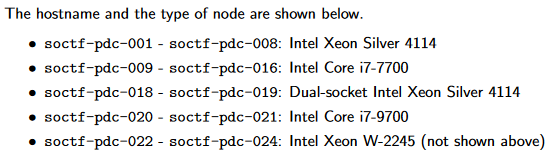 The hostname and the type of node are shown below.
• soctf-pdc-001 - soctf-pdc-008: Intel Xeon Silver 4114
• soctf-pdc-009 - soctf-pdc-016: Intel Core i7-7700
• soctf-pdc-018 - soctf-pdc-019: Dual-socket Intel Xeon Silver 4114
• soctf-pdc-020 - soctf-pdc-021: Intel Core i7-9700
• soctf-pdc-022 - soctf-pdc-024: Intel Xeon W-2245 (not shown above)